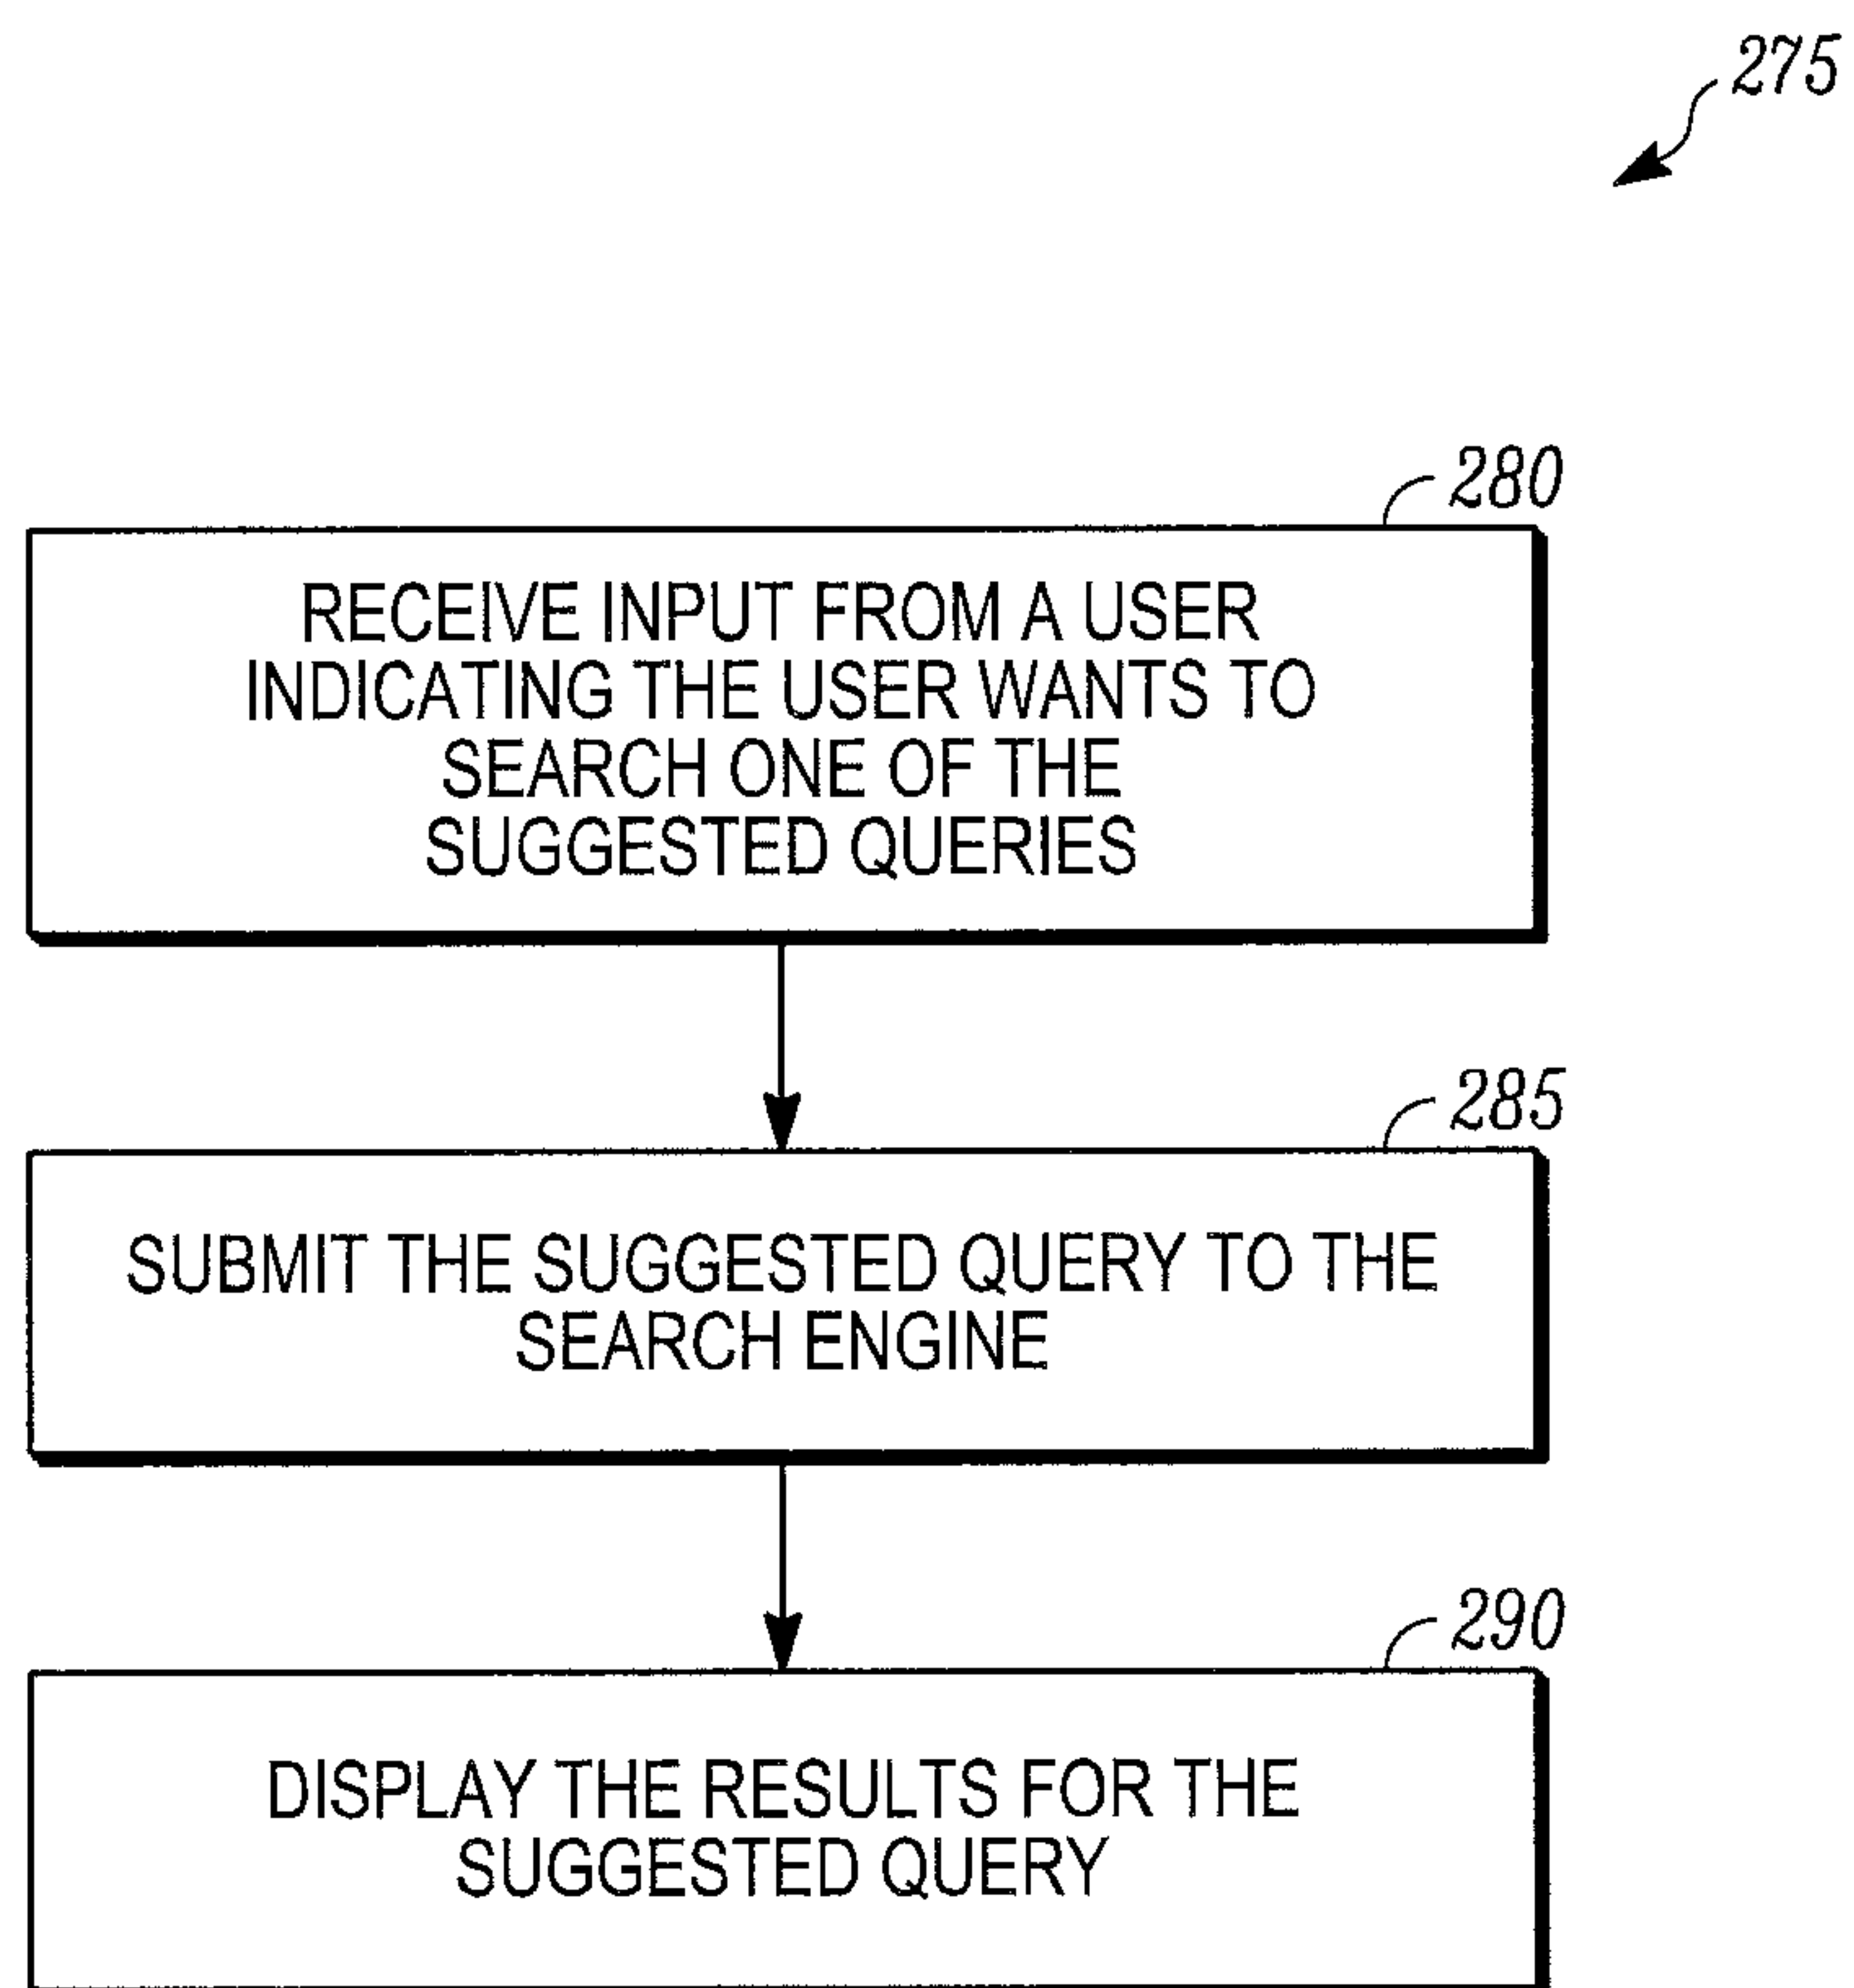 275
280
RECEIVE INPUT FROM A USER
INDICATING THE USER WANTS TO
SEARCH ONE OF THE
SUGGESTED QUERIES
285
SUBMIT THE SUGGESTED QUERY TO THE
SEARCH ENGINE
290
DISPLAY THE RESULTS FOR THE
SUGGESTED QUERY